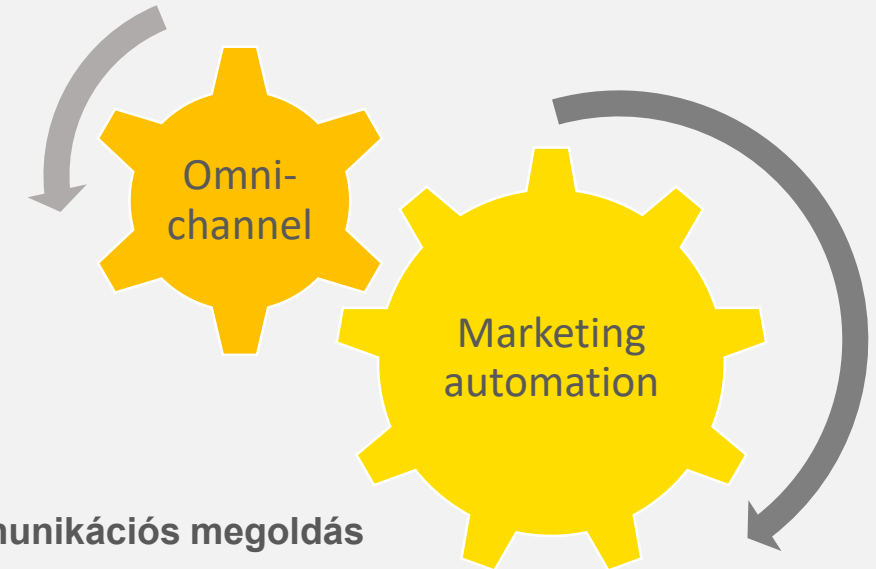 Omni-
channel
Marketing
automation
munikációs megoldás